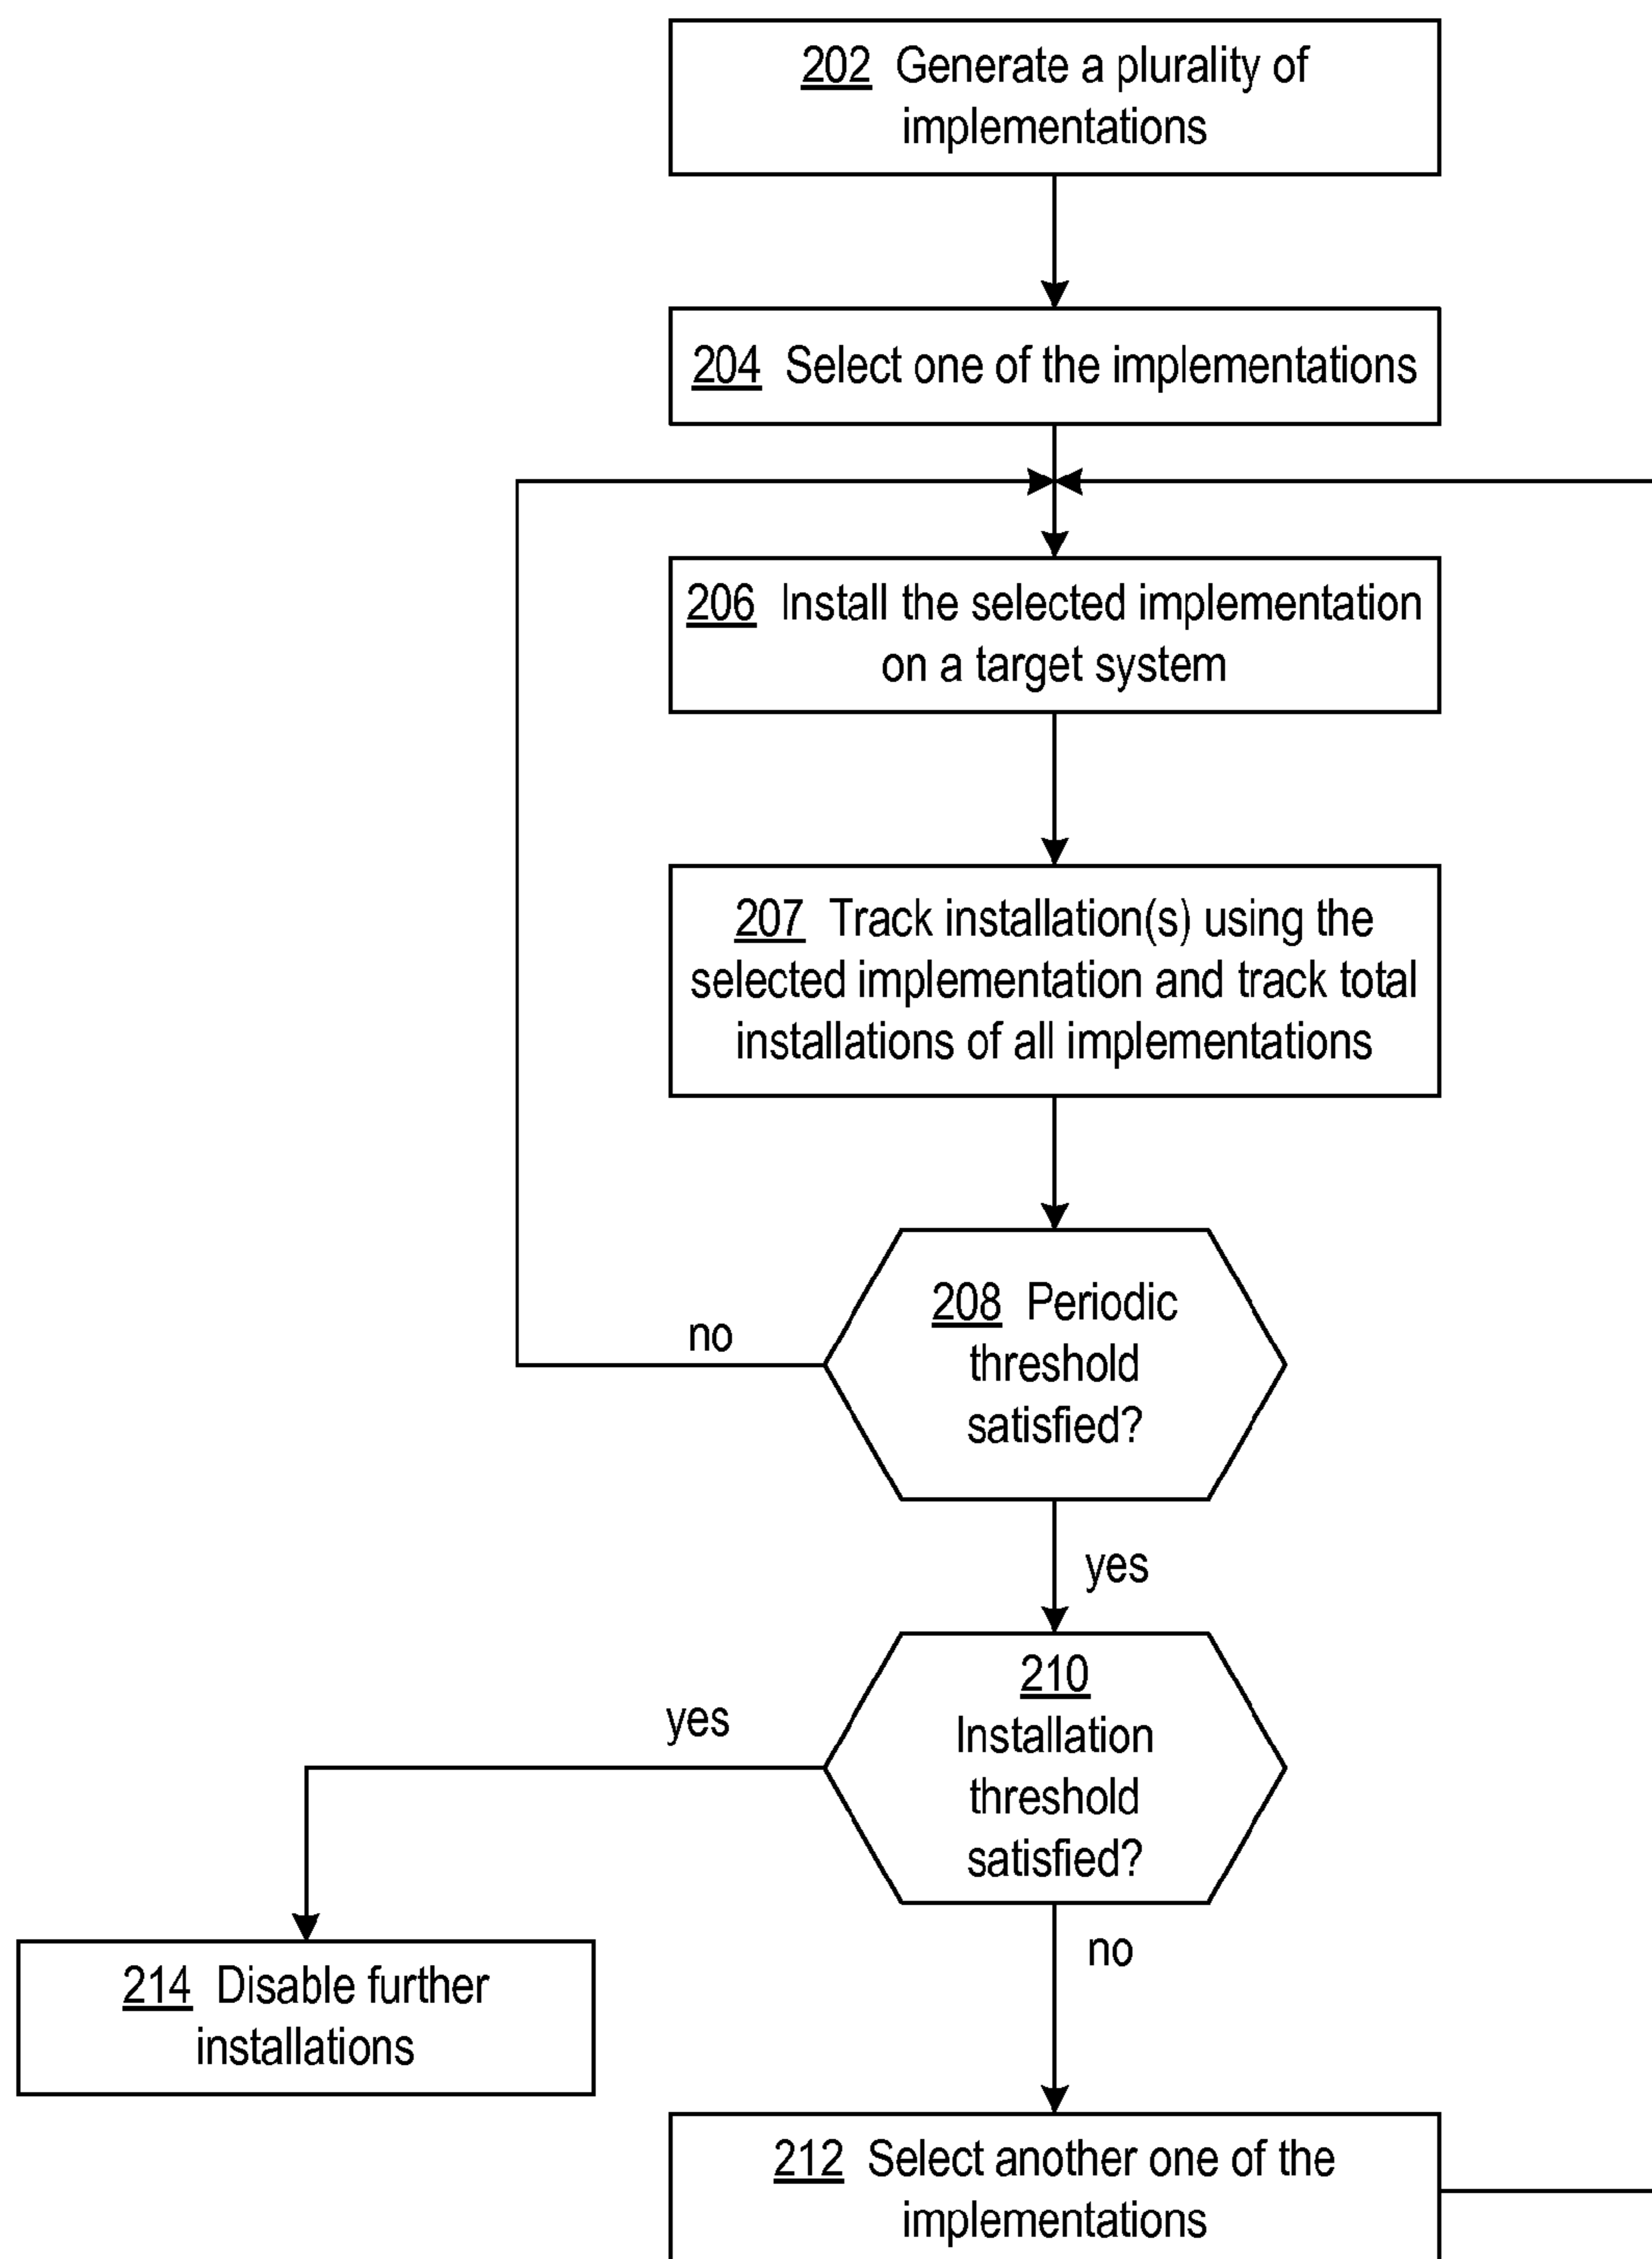 202 Generate a plurality of
implementations
204 Select one of the implementations
206 Install the selected implementation
on a target system
207 Track installation(s) using the
selected implementation and track total
installations of all implementations
208 Periodic
threshold
satisfied?
no
yes
210
Installation
threshold
satisfied?
yes
no
214 Disable further
installations
212 Select another one of the
implementations